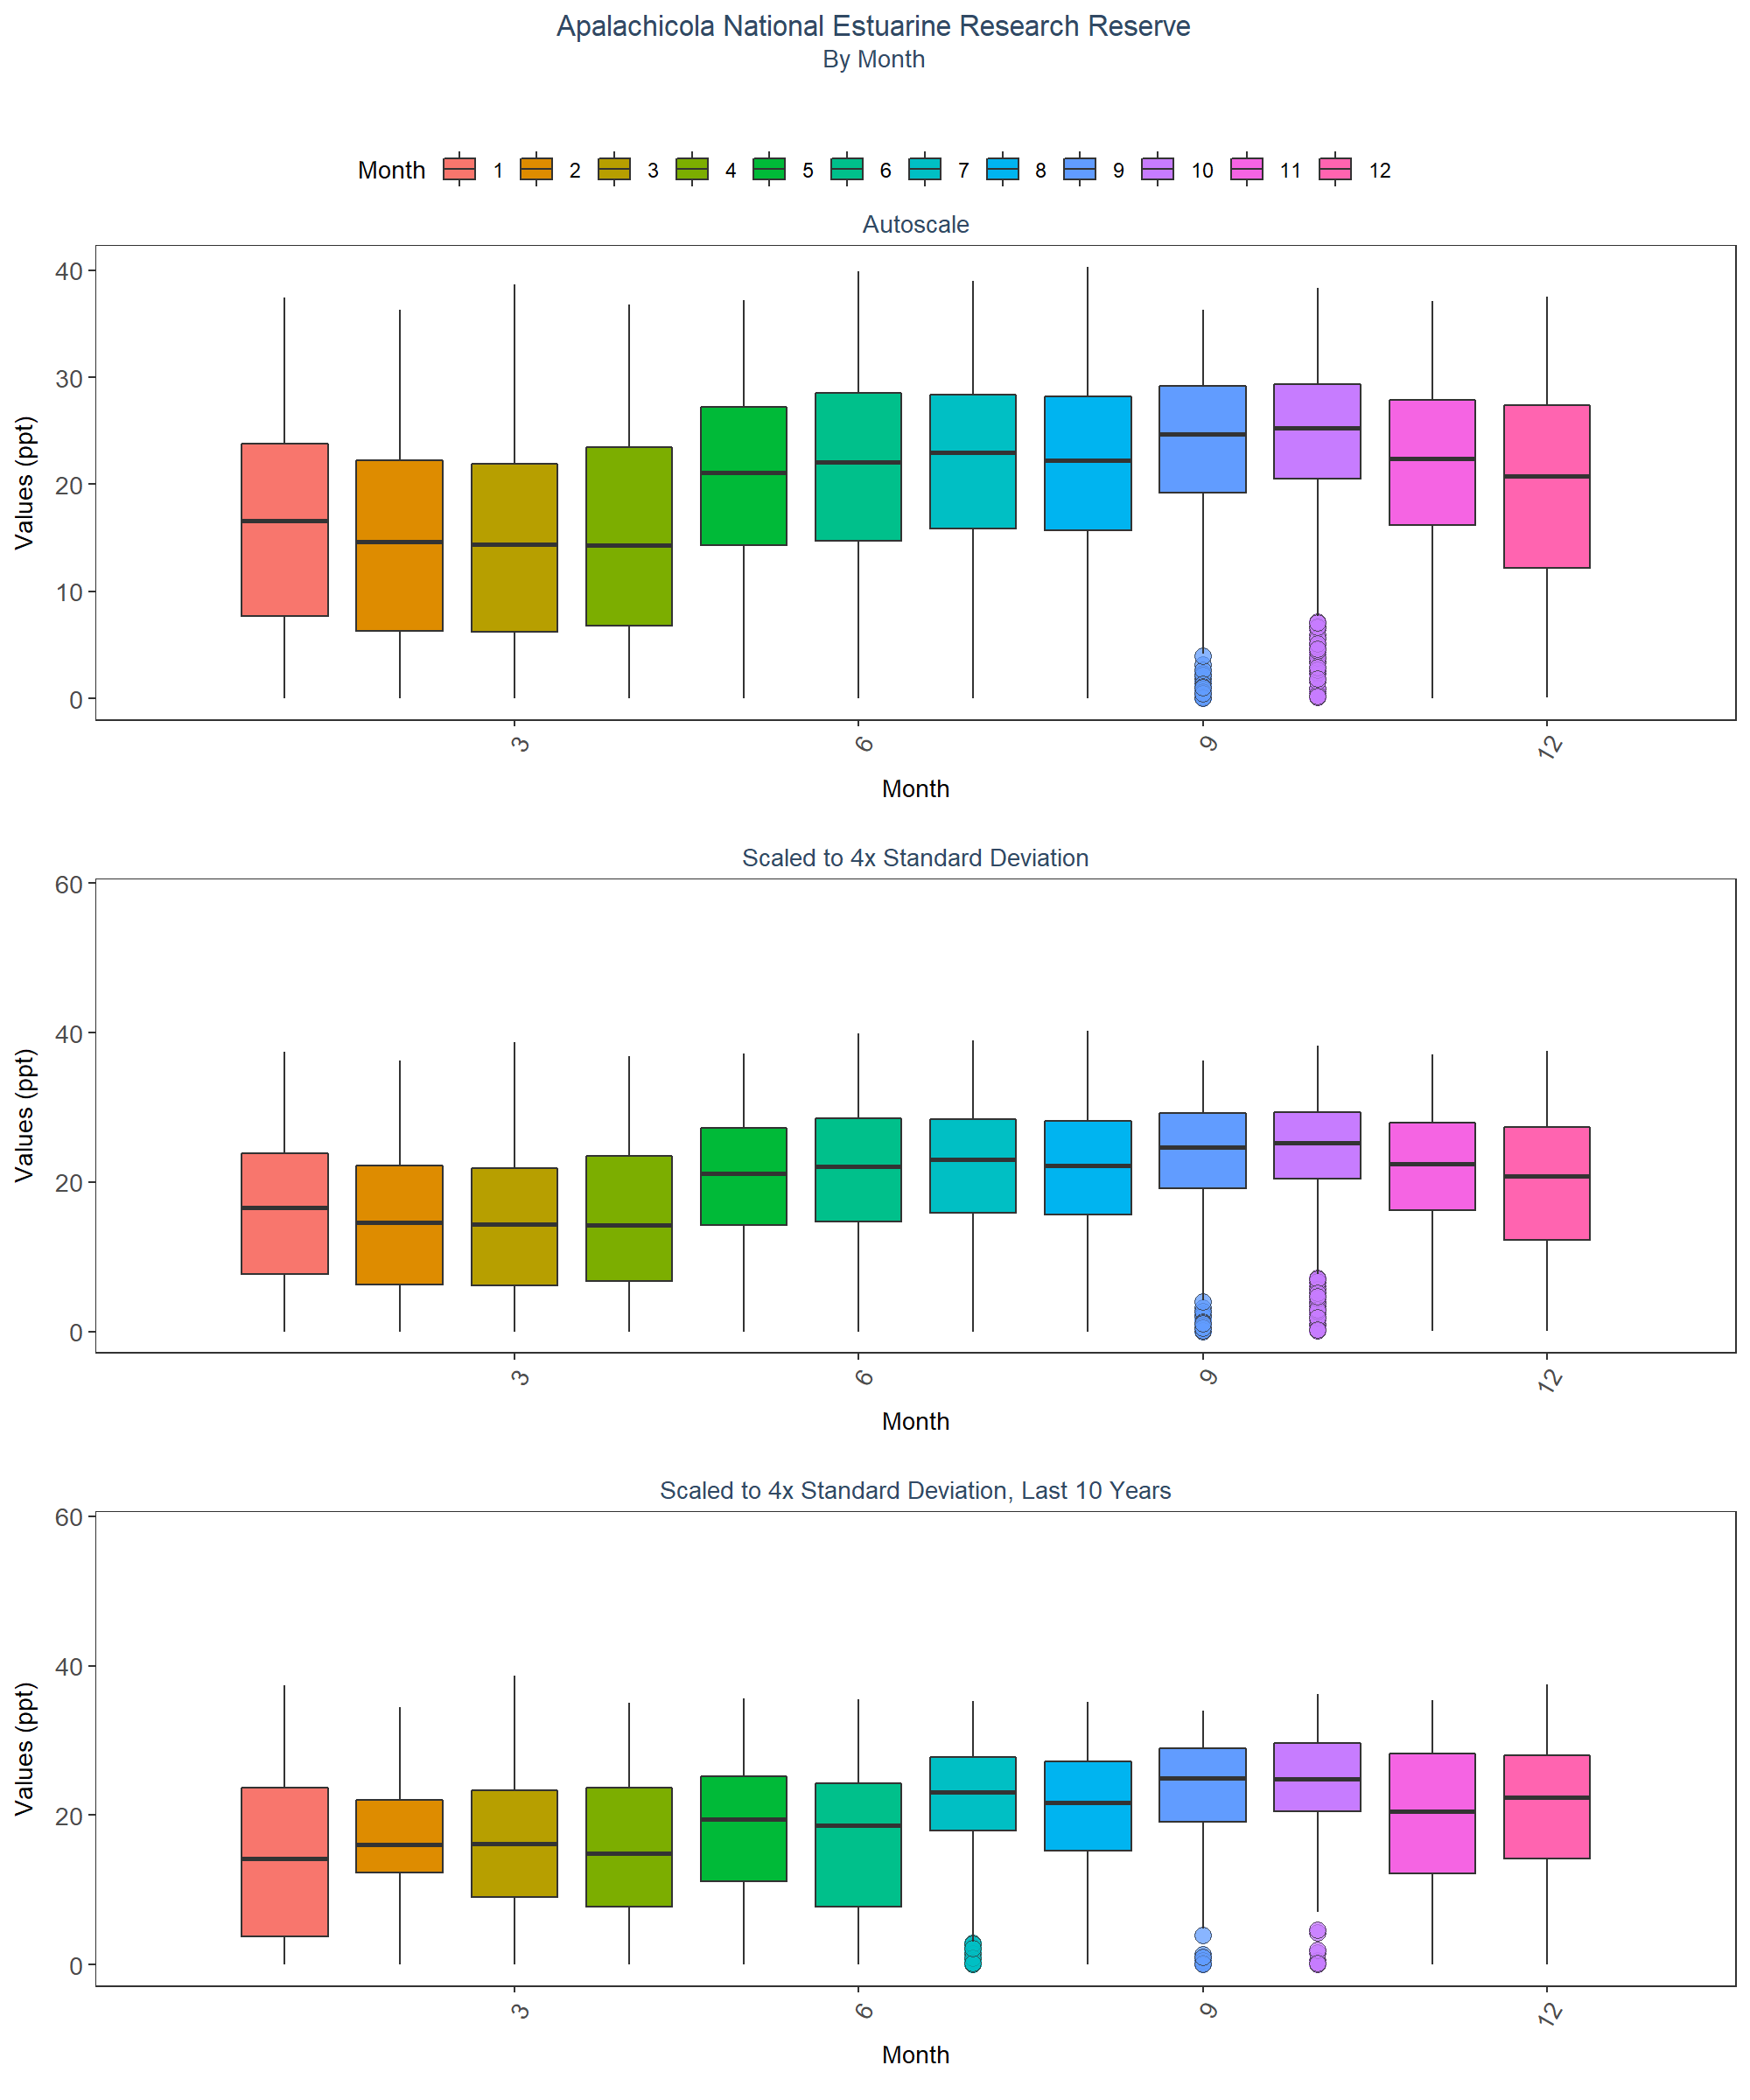 Apalachicola National Estuarine Research Reserve
By Month
Month 1 2 3 4 5 6 7 8 9 10 11 12
Autoscale
40
30
20
10
0
Values (ppt)
3 6 9 12
Month
Scaled to 4x Standard Deviation
60
40
20
0
Values (ppt)
3 6 9 12
Month
Scaled to 4x Standard Deviation, Last 10 Years
60
40
20
0
Values (ppt)
3 6 9 12
Month